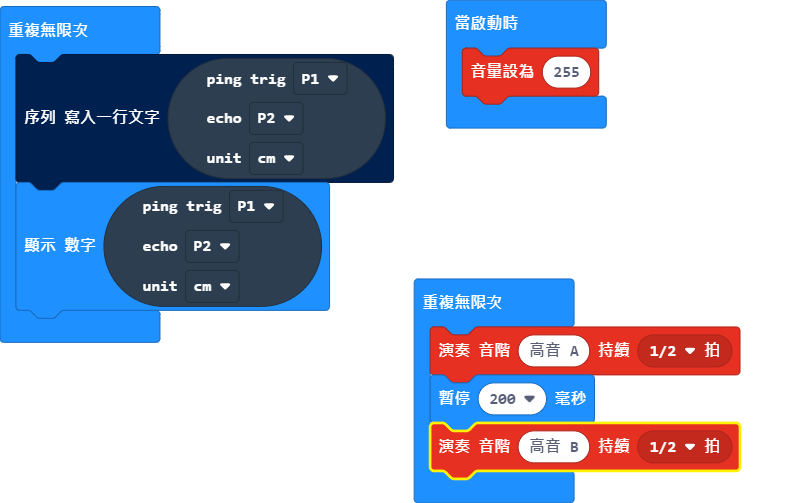 重複無限次
序列 寫入一行文字
ping trig P1
echo P2
unit cm
顯示 數字
ping trig P1
echo P2
unit cm
當啟動時
音量設為 255
重複無限次
演奏 音階 高音 A 持續 1/2 拍
暫停 200 毫秒
演奏 音階 高音 B 持續 1/2 拍